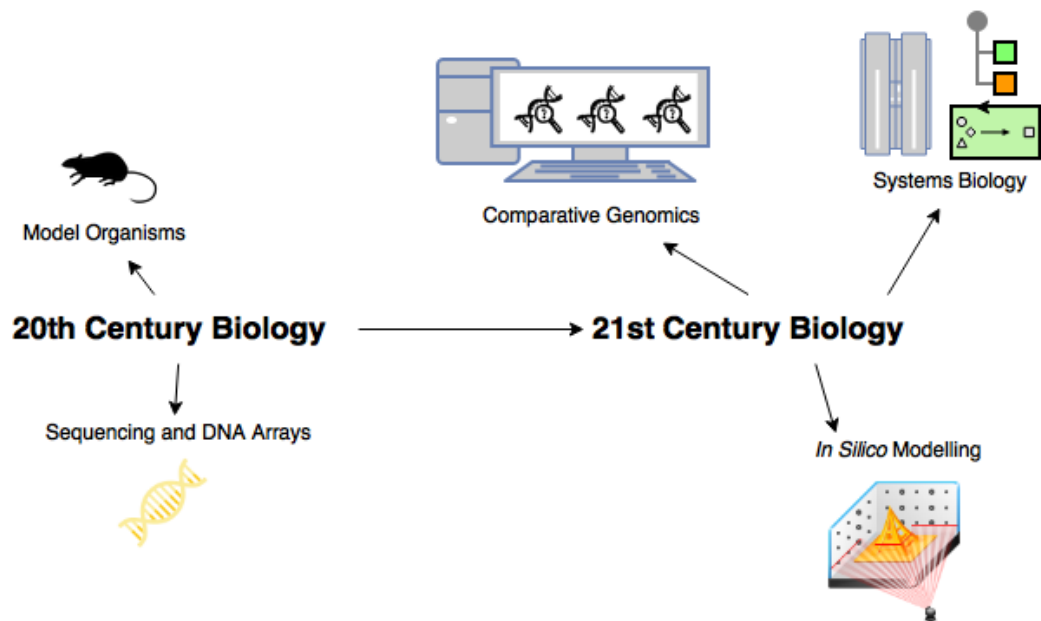 Systems Biology
Comparative Genomics
Model Organisms
20th Century Biology
21st Century Biology
Sequencing and DNA Arrays
In Silico Modelling
? ? ?